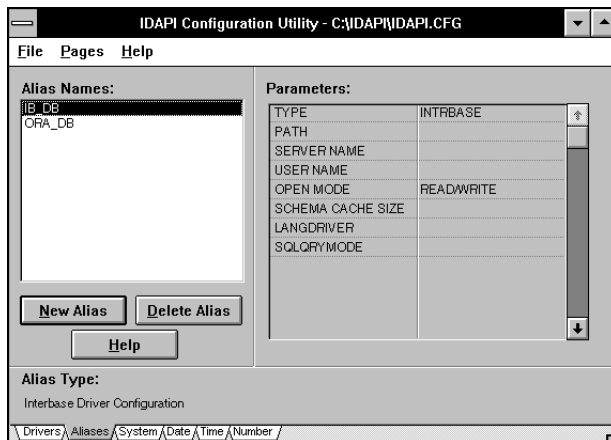 IDAPI Configuration Utility - C:\IDAPI\IDAPI.CFG
File Pages Help
Alias Names:
IB_DB
ORA_DB
New Alias Delete Alias
Help
Parameters:
TYPE INTRBASE
PATH
SERVER NAME
USER NAME
OPEN MODE READ/WRITE
SCHEMA CACHE SIZE
LANGDRIVER
SQLQRYMODE
Alias Type:
Interbase Driver Configuration
Drivers Aliases System Date Time Number